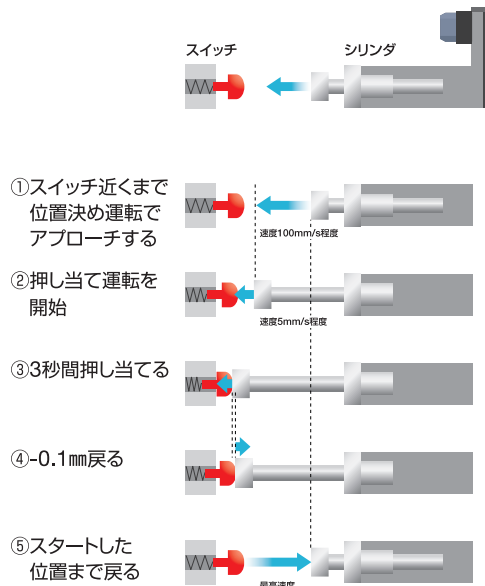 スイッチ
シリンダ
①スイッチ近くまで
位置決め運転で
アプローチする
速度100mm/s程度
②押し当て運転を
開始
速度5mm/s程度
③3秒間押し当てる
④-0.1㎜戻る
⑤スタートした
位置まで戻る
最高速度